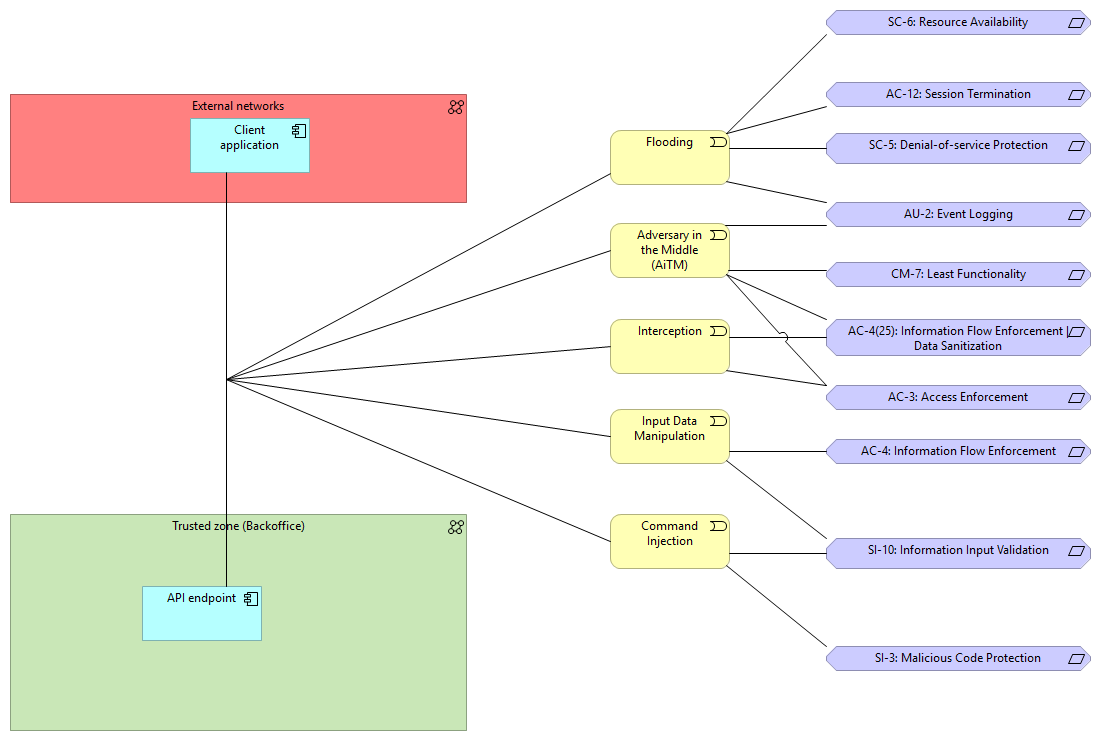 External networks
Client
application
Trusted zone (Backoffice)
API endpoint
Flooding
Adversary in
the Middle
(AiTM)
Interception
Input Data
Manipulation
Command
Injection
SC-6: Resource Availability
AC-12: Session Termination
SC-5: Denial-of-service Protection
AU-2: Event Logging
CM-7: Least Functionality
AC-4(25): Information Flow Enforcement |
Data Sanitization
AC-3: Access Enforcement
AC-4: Information Flow Enforcement
SI-10: Information Input Validation
SI-3: Malicious Code Protection